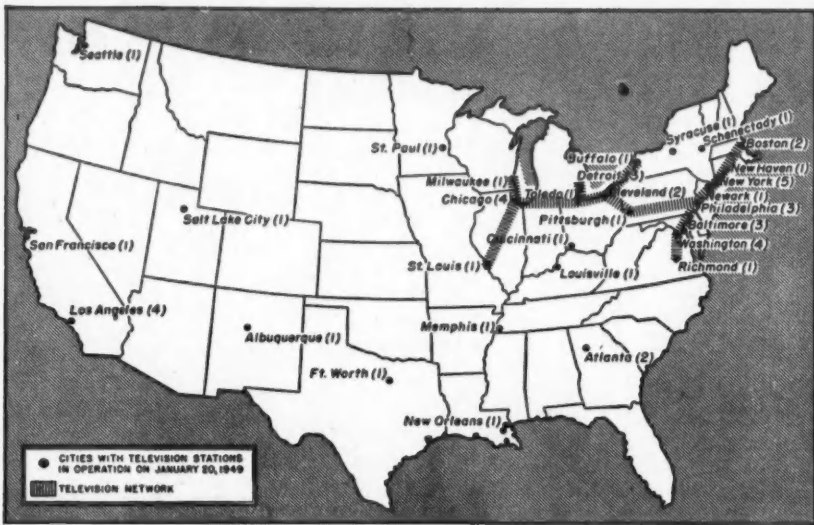 Seattle (1)
St. Paul (1)
Syracuse (1)
Schenectady (1)
Boston (2)
Buffalo (1)
Detroit (3)
New Haven (1)
Milwaukee (1)
New York (5)
Chicago (4)
Toledo (1)
Cleveland (2)
Newark (1)
Salt Lake City (1)
Pittsburgh (1)
Philadelphia (3)
San Francisco (1)
Cincinnati (1)
Baltimore (3)
Washington (4)
St. Louis (1)
Louisville (1)
Richmond (1)
Los Angeles (4)
Albuquerque (1)
Memphis (1)
Atlanta (2)
Ft. Worth (1)
New Orleans (1)
CITIES WITH TELEVISION STATIONS
IN OPERATION ON JANUARY 20, 1949
TELEVISION NETWORK